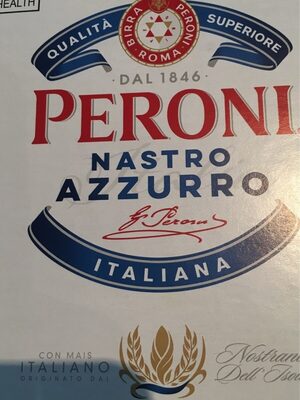 HEALTH
QUALITÀ SUPERIORE
BIRRA PERONI
ROMA
·DAL 1846·
PERONI
NASTRO
AZZURRO
G. Peroni
ITALIANA
CON MAIS
ITALIANO
ORIGINATO DAI
Nostrano
Dell'Isola